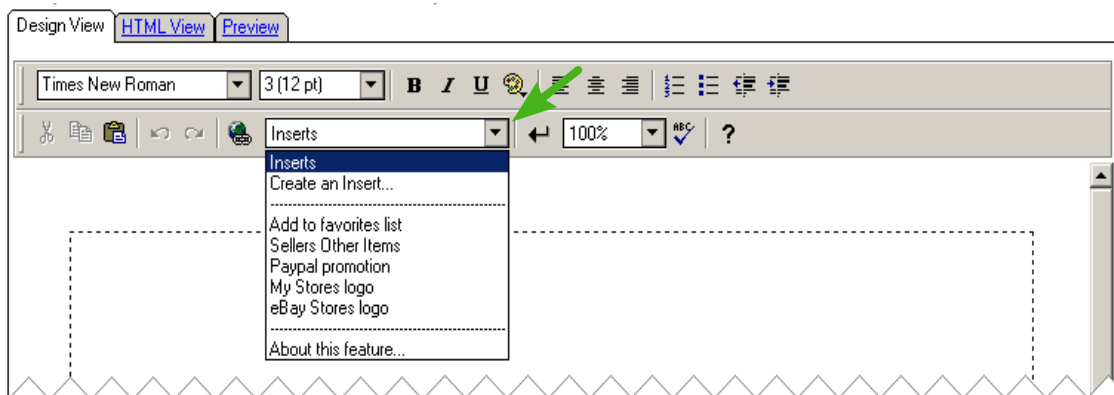 Design View HTML View Preview
Times New Roman 3 (12 pt) B I U
Inserts 100% ABC ?
Inserts
Create an Insert...
Add to favorites list
Sellers Other Items
Paypal promotion
My Stores logo
eBay Stores logo
About this feature...